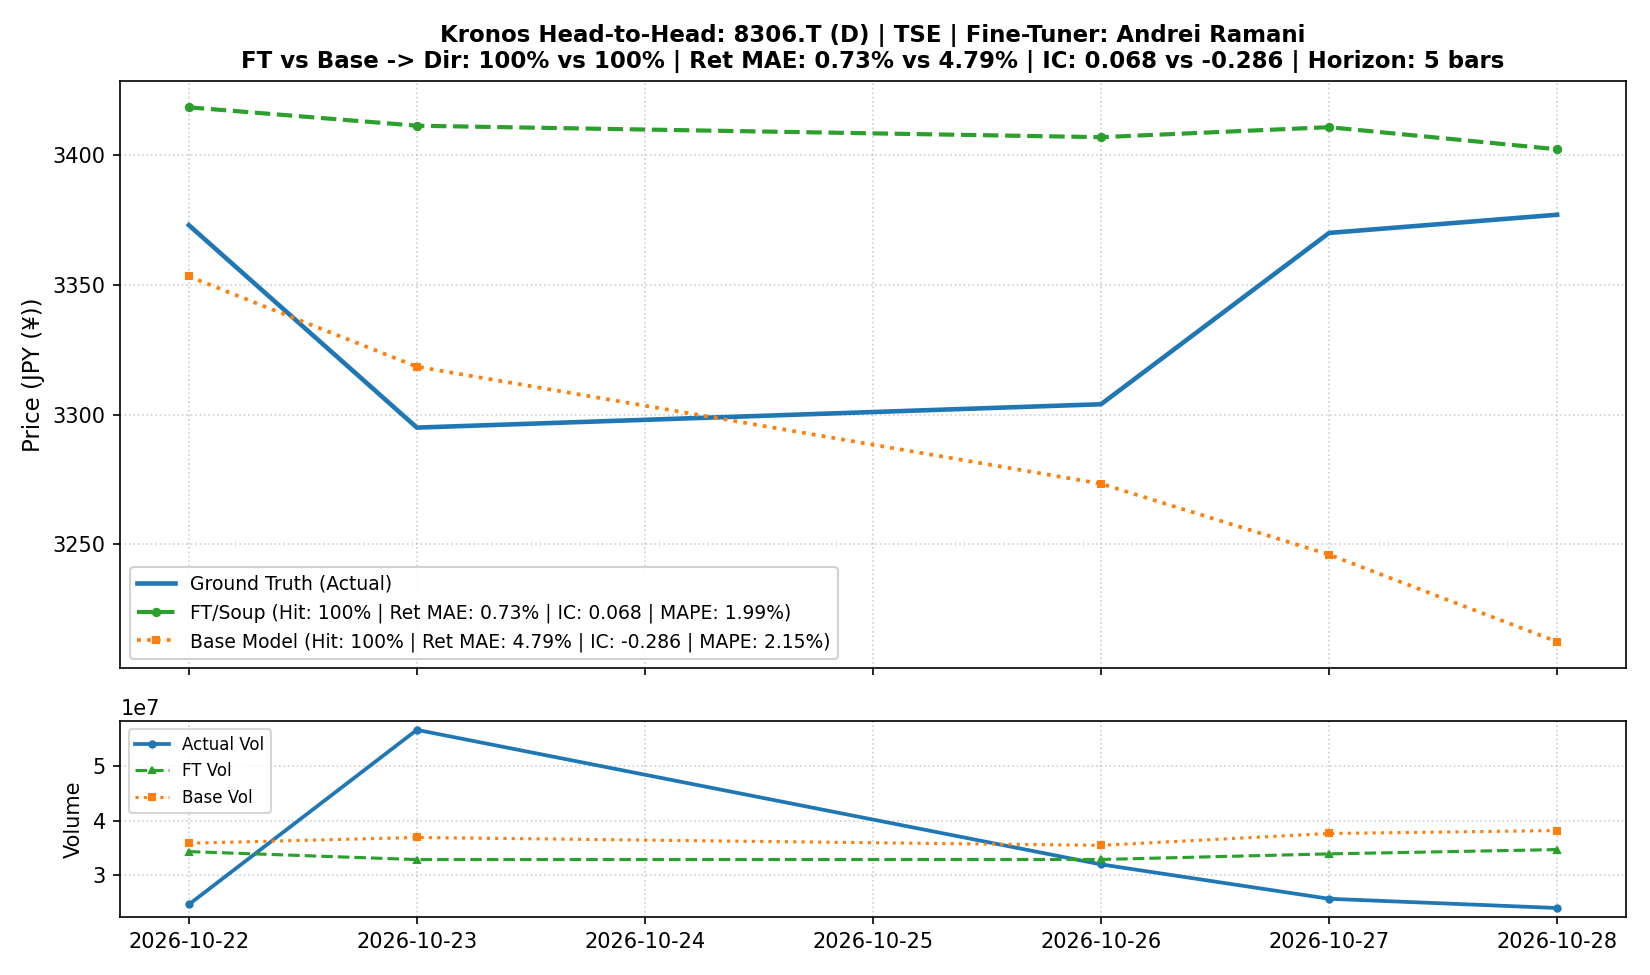 Kronos Head-to-Head: 8306.T (D) | TSE | Fine-Tuner: Andrei Ramani
FT vs Base -> Dir: 100% vs 100% | Ret MAE: 0.73% vs 4.79% | IC: 0.068 vs -0.286 | Horizon: 5 bars
Price (JPY (¥))
3400
3350
3300
3250
Ground Truth (Actual)
FT/Soup (Hit: 100% | Ret MAE: 0.73% | IC: 0.068 | MAPE: 1.99%)
Base Model (Hit: 100% | Ret MAE: 4.79% | IC: -0.286 | MAPE: 2.15%)
1e7
Volume
5
4
3
Actual Vol
FT Vol
Base Vol
2026-10-22
2026-10-23
2026-10-24
2026-10-25
2026-10-26
2026-10-27
2026-10-28